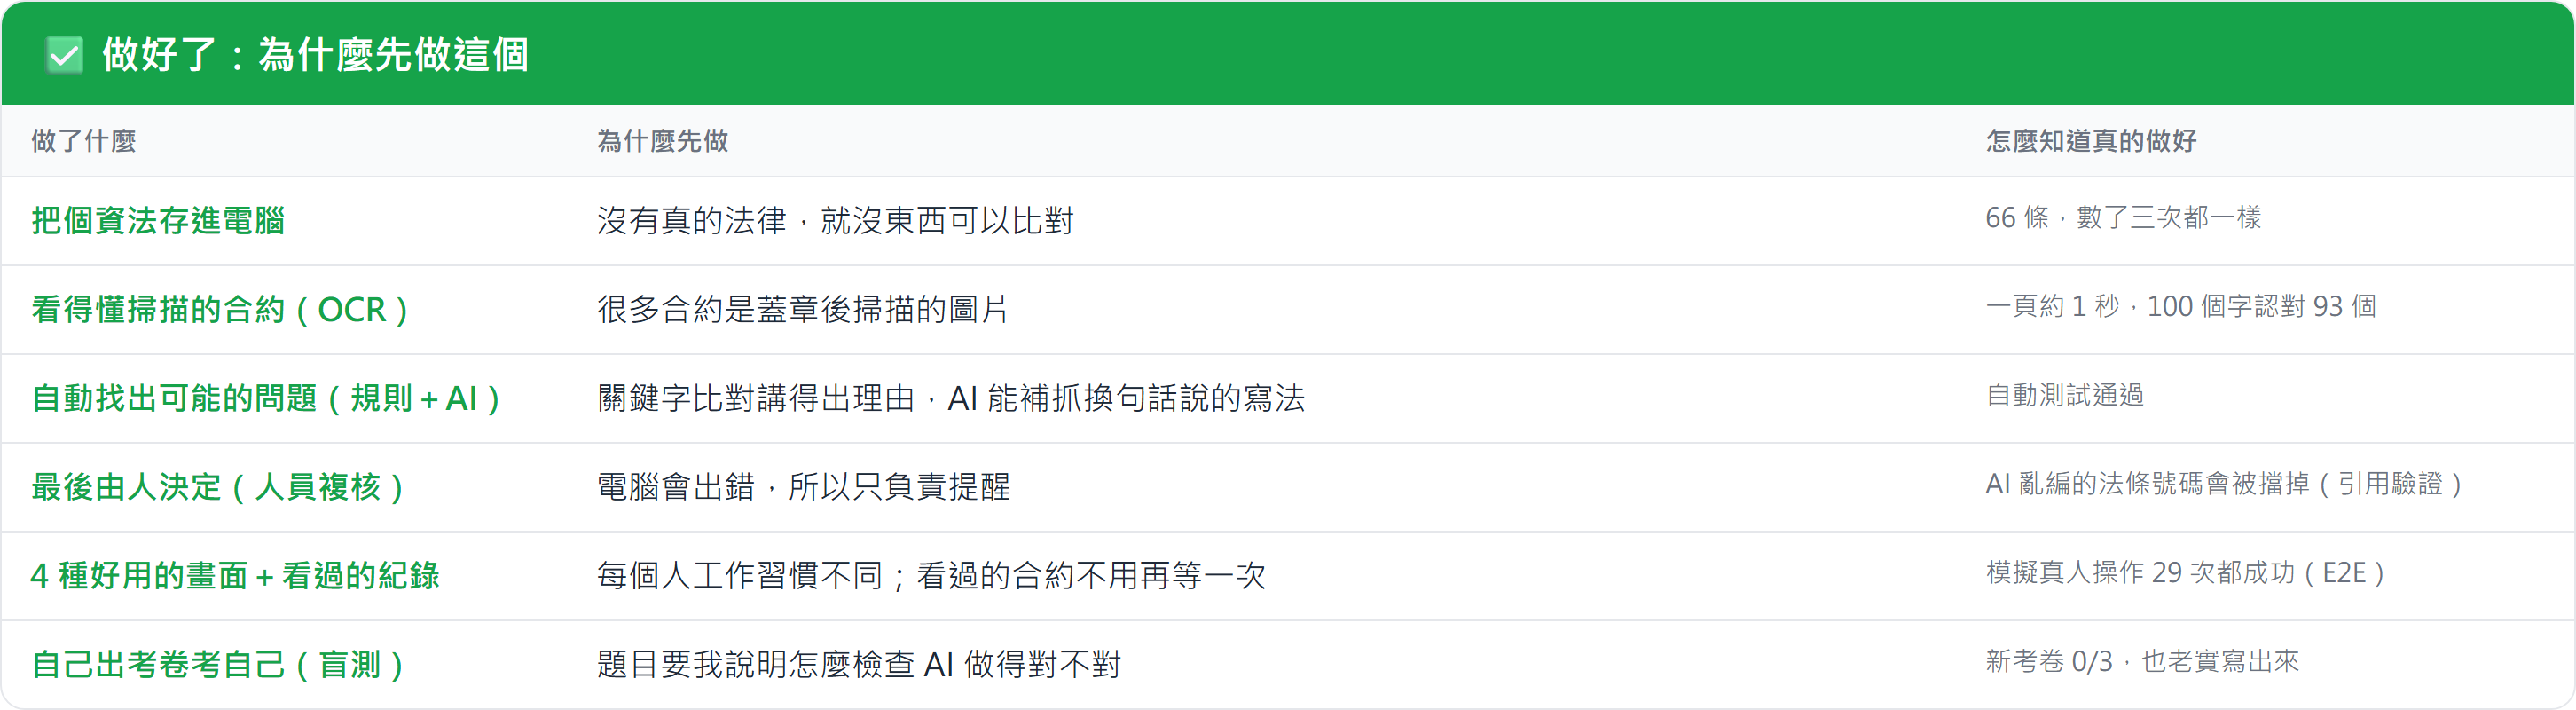 ✅ 做好了：為什麼先做這個
做了什麼 為什麼先做 怎麼知道真的做好
把個資法存進電腦 沒有真的法律，就沒東西可以比對 66 條，數了三次都一樣
看得懂掃描的合約（OCR） 很多合約是蓋章後掃描的圖片 一頁約 1 秒，100 個字認對 93 個
自動找出可能的問題（規則＋AI） 關鍵字比對講得出理由，AI 能補抓換句話說的寫法 自動測試通過
最後由人決定（人員複核） 電腦會出錯，所以只負責提醒 AI 亂編的法條號碼會被擋掉（引用驗證）
4 種好用的畫面＋看過的紀錄 每個人工作習慣不同；看過的合約不用再等一次 模擬真人操作 29 次都成功（E2E）
自己出考卷考自己（盲測） 題目要我說明怎麼檢查 AI 做得對不對 新考卷 0/3，也老實寫出來